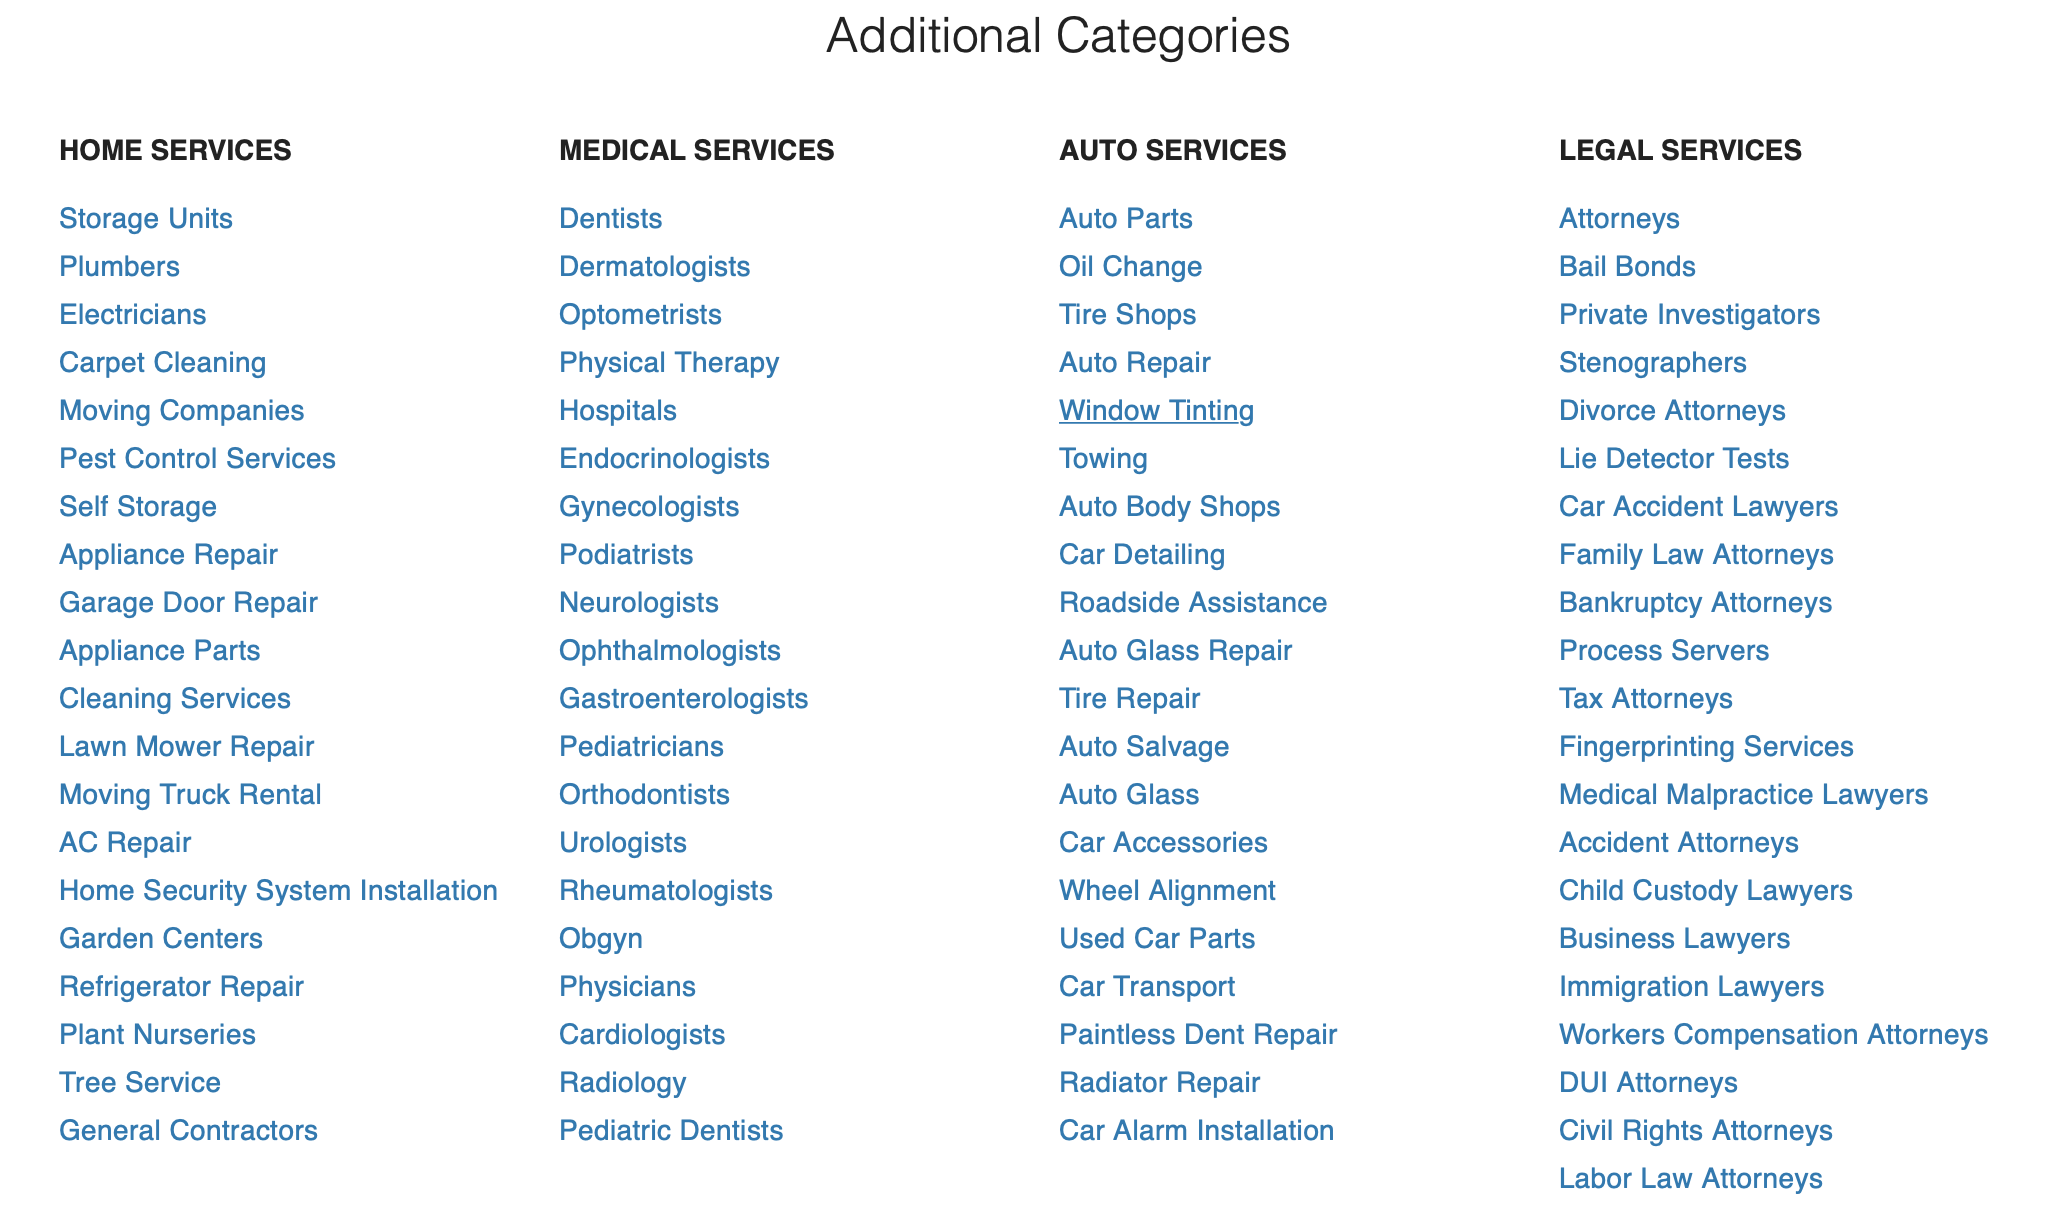 Additional Categories
HOME SERVICES
Storage Units
Plumbers
Electricians
Carpet Cleaning
Moving Companies
Pest Control Services
Self Storage
Appliance Repair
Garage Door Repair
Appliance Parts
Cleaning Services
Lawn Mower Repair
Moving Truck Rental
AC Repair
Home Security System Installation
Garden Centers
Refrigerator Repair
Plant Nurseries
Tree Service
General Contractors
MEDICAL SERVICES
Dentists
Dermatologists
Optometrists
Physical Therapy
Hospitals
Endocrinologists
Gynecologists
Podiatrists
Neurologists
Ophthalmologists
Gastroenterologists
Pediatricians
Orthodontists
Urologists
Rheumatologists
Obgyn
Physicians
Cardiologists
Radiology
Pediatric Dentists
AUTO SERVICES
Auto Parts
Oil Change
Tire Shops
Auto Repair
Window Tinting
Towing
Auto Body Shops
Car Detailing
Roadside Assistance
Auto Glass Repair
Tire Repair
Auto Salvage
Auto Glass
Car Accessories
Wheel Alignment
Used Car Parts
Car Transport
Paintless Dent Repair
Radiator Repair
Car Alarm Installation
LEGAL SERVICES
Attorneys
Bail Bonds
Private Investigators
Stenographers
Divorce Attorneys
Lie Detector Tests
Car Accident Lawyers
Family Law Attorneys
Bankruptcy Attorneys
Process Servers
Tax Attorneys
Fingerprinting Services
Medical Malpractice Lawyers
Accident Attorneys
Child Custody Lawyers
Business Lawyers
Immigration Lawyers
Workers Compensation Attorneys
DUI Attorneys
Civil Rights Attorneys
Labor Law Attorneys